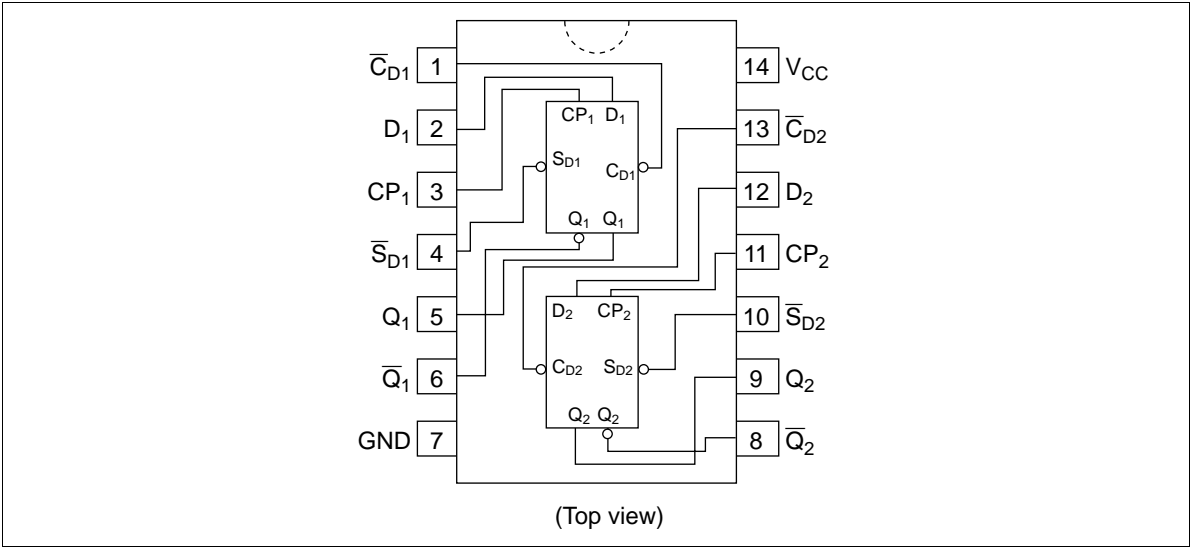 C̅D1 1
D1 2
CP1 3
S̅D1 4
Q1 5
Q̅1 6
GND 7
14 VCC
13 C̅D2
12 D2
11 CP2
10 S̅D2
9 Q2
8 Q̅2
CP1 D1
SD1 CD1
Q1 Q1
D2 CP2
CD2 SD2
Q2 Q2
(Top view)